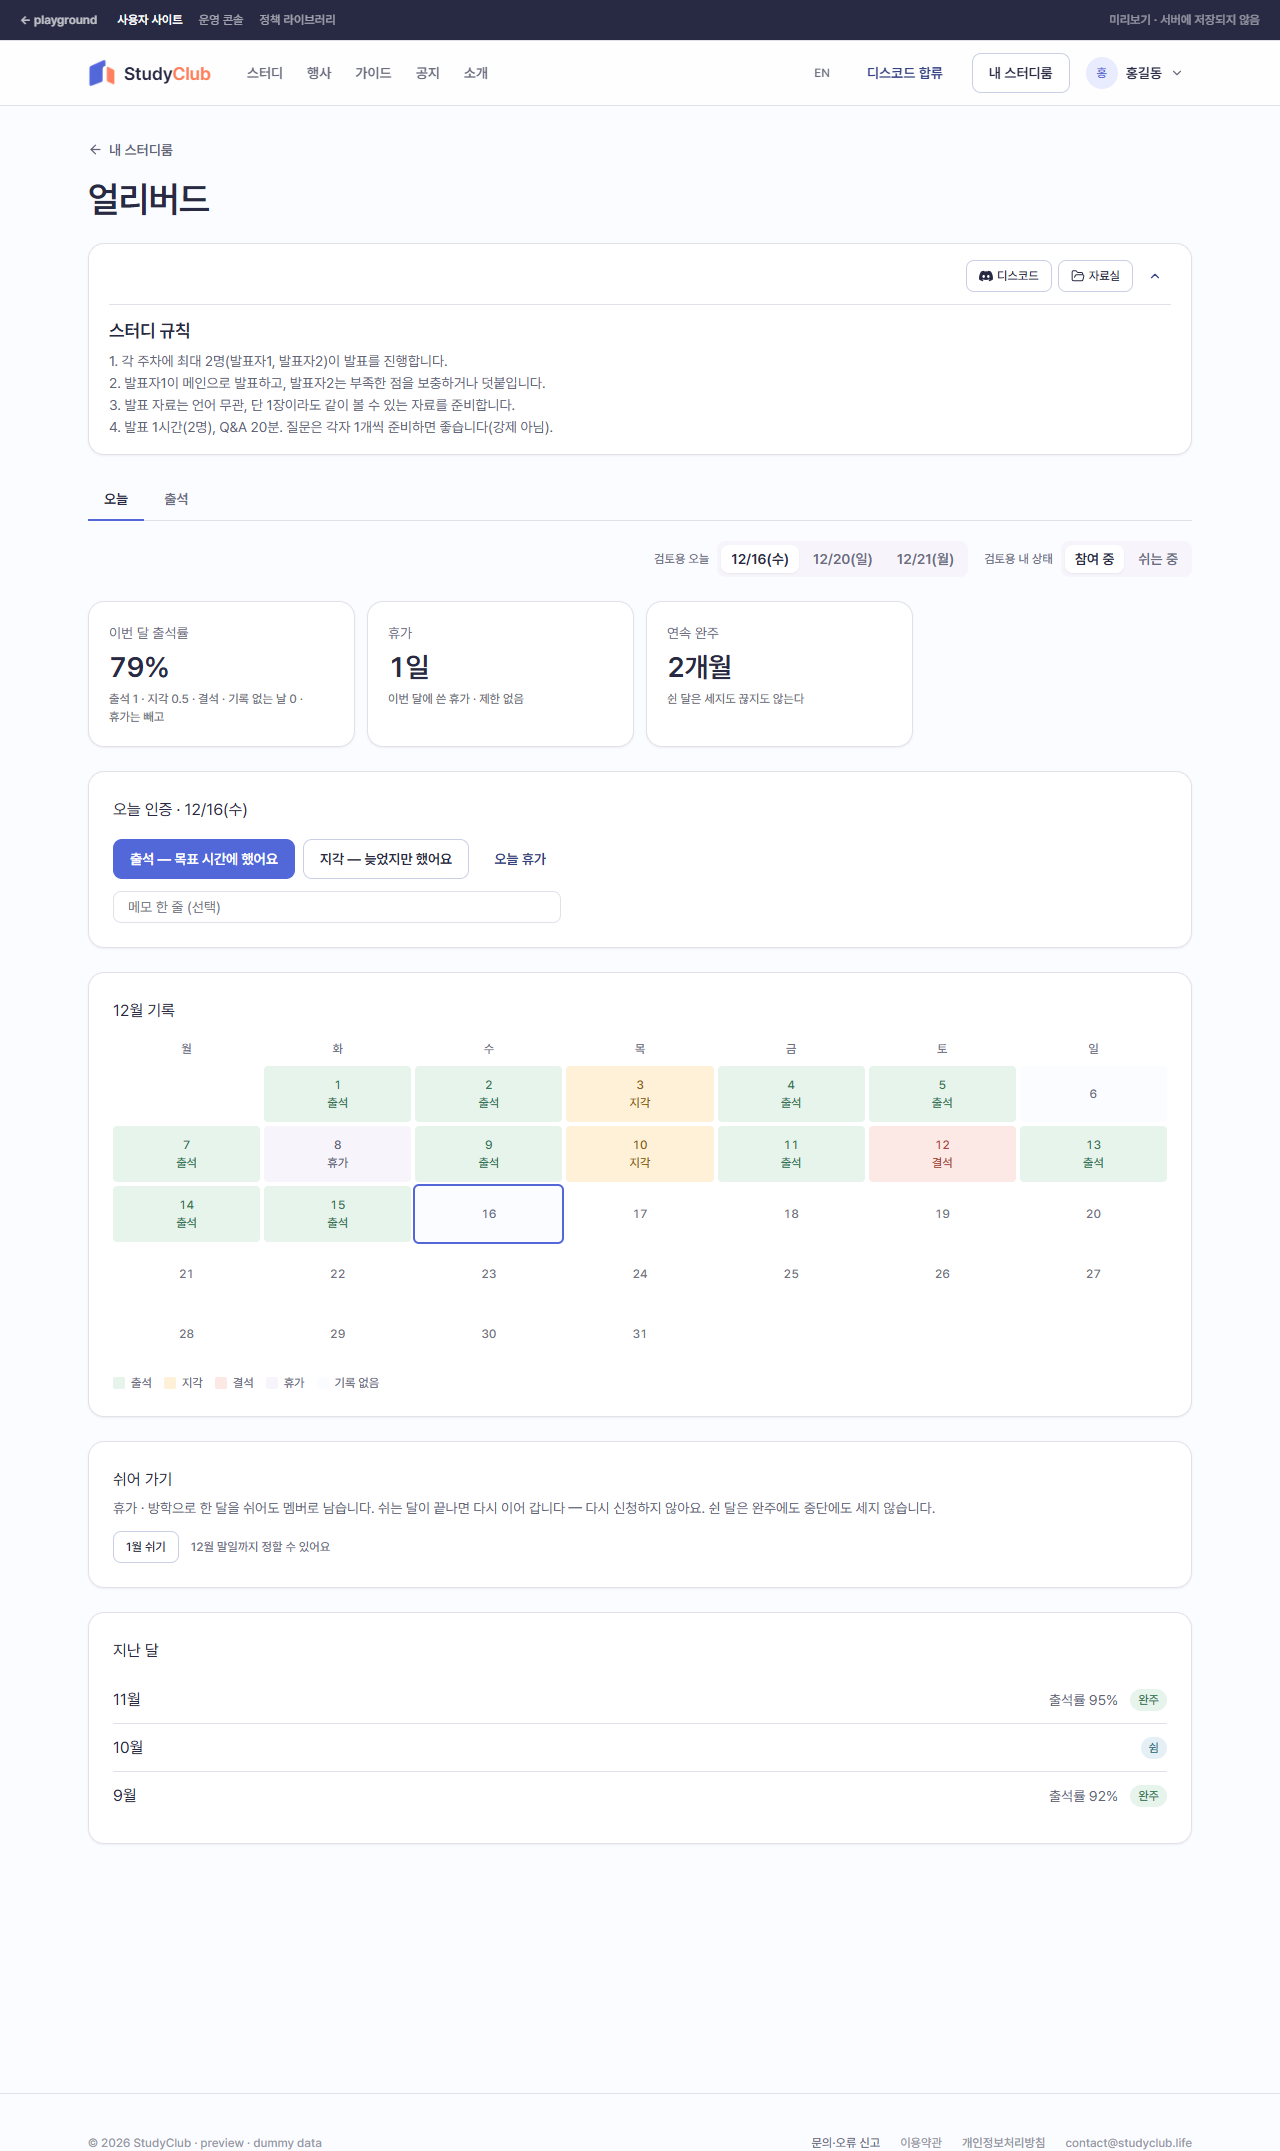 ← playground 사용자 사이트 운영 콘솔 정책 라이브러리 미리보기 · 서버에 저장되지 않음
StudyClub 스터디 행사 가이드 공지 소개 EN 디스코드 합류 내 스터디룸 홍 홍길동
← 내 스터디룸
얼리버드
디스코드 자료실
스터디 규칙
1. 각 주차에 최대 2명(발표자1, 발표자2)이 발표를 진행합니다.
2. 발표자1이 메인으로 발표하고, 발표자2는 부족한 점을 보충하거나 덧붙입니다.
3. 발표 자료는 언어 무관, 단 1장이라도 같이 볼 수 있는 자료를 준비합니다.
4. 발표 1시간(2명), Q&A 20분. 질문은 각자 1개씩 준비하면 좋습니다(강제 아님).
오늘 출석
검토용 오늘 12/16(수) 12/20(일) 12/21(월) 검토용 내 상태 참여 중 쉬는 중
이번 달 출석률
79%
출석 1 · 지각 0.5 · 결석 · 기록 없는 날 0 ·
휴가는 빼고
휴가
1일
이번 달에 쓴 휴가 · 제한 없음
연속 완주
2개월
쉰 달은 세지도 끊지도 않는다
오늘 인증 · 12/16(수)
출석 — 목표 시간에 했어요 지각 — 늦었지만 했어요 오늘 휴가
메모 한 줄 (선택)
12월 기록
월 화 수 목 금 토 일
1 2 3 4 5 6
출석 출석 지각 출석 출석
7 8 9 10 11 12 13
출석 휴가 출석 지각 출석 결석 출석
14 15 16 17 18 19 20
출석 출석
21 22 23 24 25 26 27
28 29 30 31
출석 지각 결석 휴가 기록 없음
쉬어 가기
휴가 · 방학으로 한 달을 쉬어도 멤버로 남습니다. 쉬는 달이 끝나면 다시 이어 갑니다 — 다시 신청하지 않아요. 쉰 달은 완주에도 중단에도 세지 않습니다.
1월 쉬기 12월 말일까지 정할 수 있어요
지난 달
11월 출석률 95% 완주
10월 쉼
9월 출석률 92% 완주
© 2026 StudyClub · preview · dummy data 문의·오류 신고 이용약관 개인정보처리방침 contact@studyclub.life